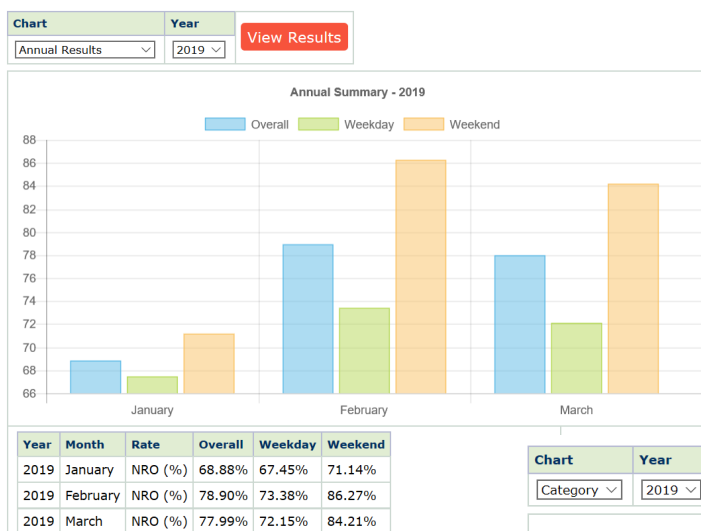 Chart Year
Annual Results 2019 View Results
Annual Summary - 2019
Overall Weekday Weekend
88
86
84
82
80
78
76
74
72
70
68
66
January February March
Year Month Rate Overall Weekday Weekend
2019 January NRO (%) 68.88% 67.45% 71.14%
2019 February NRO (%) 78.90% 73.38% 86.27%
2019 March NRO (%) 77.99% 72.15% 84.21%
Chart Year
Category 2019